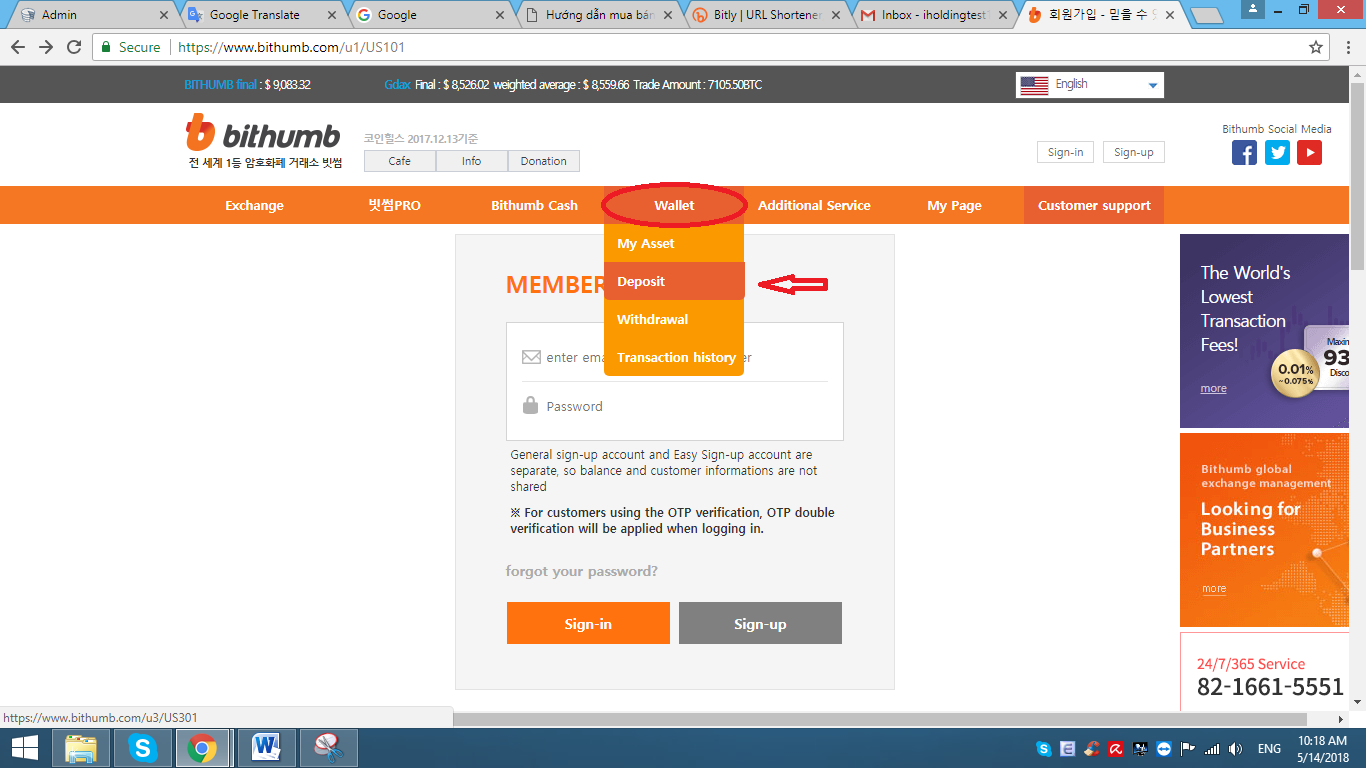 Admin
Google Translate
Google
Hướng dẫn mua bán
Bitly | URL Shortener
Inbox - iholdingtest
회원가입 - 믿을 수 있
Secure
https://www.bithumb.com/u1/US101
BITHUMB final : $ 9,083.32
Gdax Final : $ 8,526.02 weighted average : $ 8,559.66 Trade Amount : 7105.50BTC
English
bithumb
전 세계 1등 암호화폐 거래소 빗썸
코인힐스 2017.12.13기준
Cafe
Info
Donation
Sign-in
Sign-up
Bithumb Social Media
Exchange
빗썸PRO
Bithumb Cash
Wallet
Additional Service
My Page
Customer support
My Asset
Deposit
Withdrawal
Transaction history
MEMBER
enter ema
er
Password
General sign-up account and Easy Sign-up account are
separate, so balance and customer informations are not
shared
※ For customers using the OTP verification, OTP double
verification will be applied when logging in.
forgot your password?
Sign-in
Sign-up
The World's
Lowest
Transaction
Fees!
more
Maxim
93
Disco
0.01%
~0.075%
Bithumb global
exchange management
Looking for
Business
Partners
more
24/7/365 Service
82-1661-5551
https://www.bithumb.com/u3/US301
ENG
10:18 AM
5/14/2018